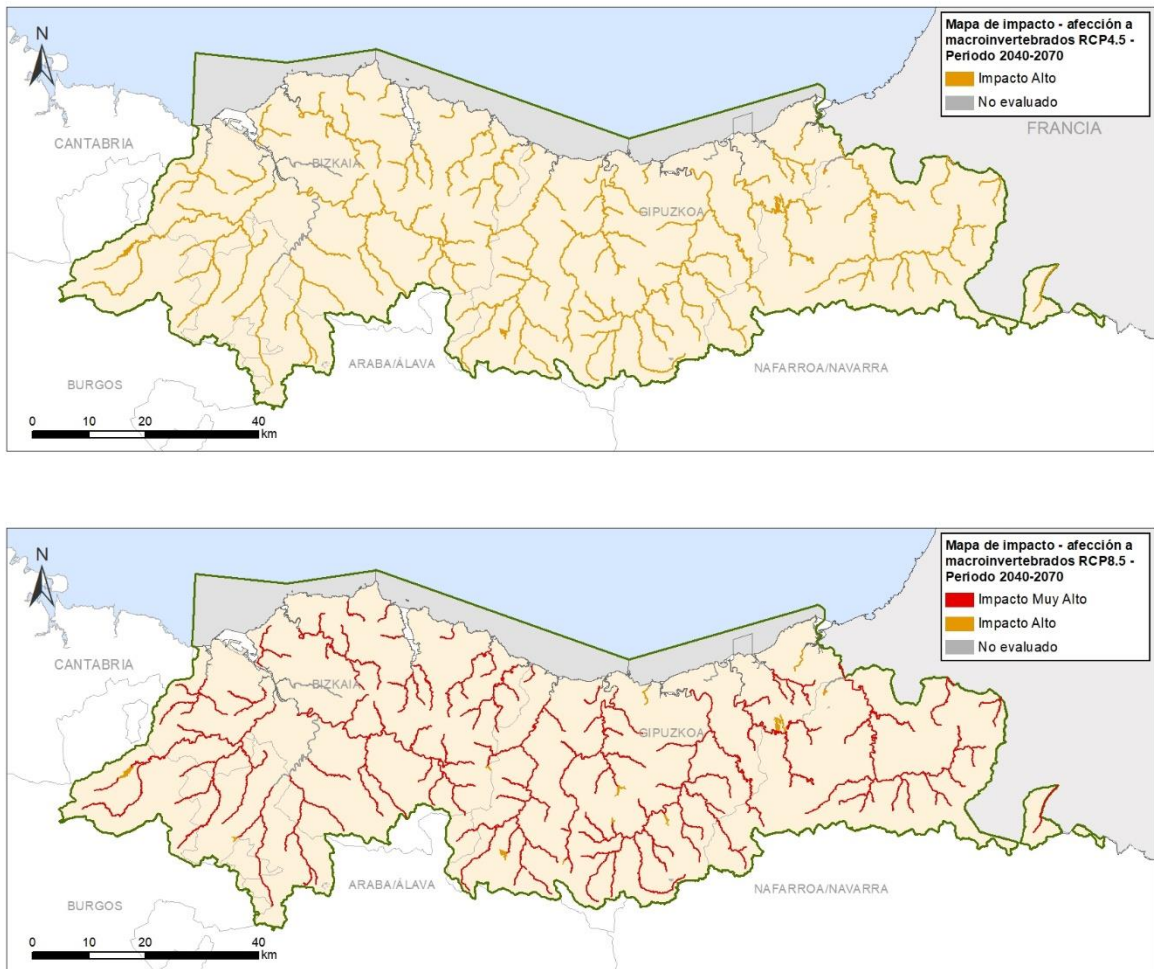 Mapa de impacto - afección a
macroinvertebrados RCP4.5 -
Periodo 2040-2070
Impacto Alto
No evaluado
N
FRANCIA
CANTABRIA
BIZKAIA
GIPUZKOA
ARABA/ÁLAVA
NAFARROA/NAVARRA
BURGOS
0 10 20 40
km
Mapa de impacto - afección a
macroinvertebrados RCP8.5 -
Periodo 2040-2070
Impacto Muy Alto
Impacto Alto
No evaluado
N
CANTABRIA
BIZKAIA
GIPUZKOA
ARABA/ÁLAVA
NAFARROA/NAVARRA
BURGOS
0 10 20 40
km